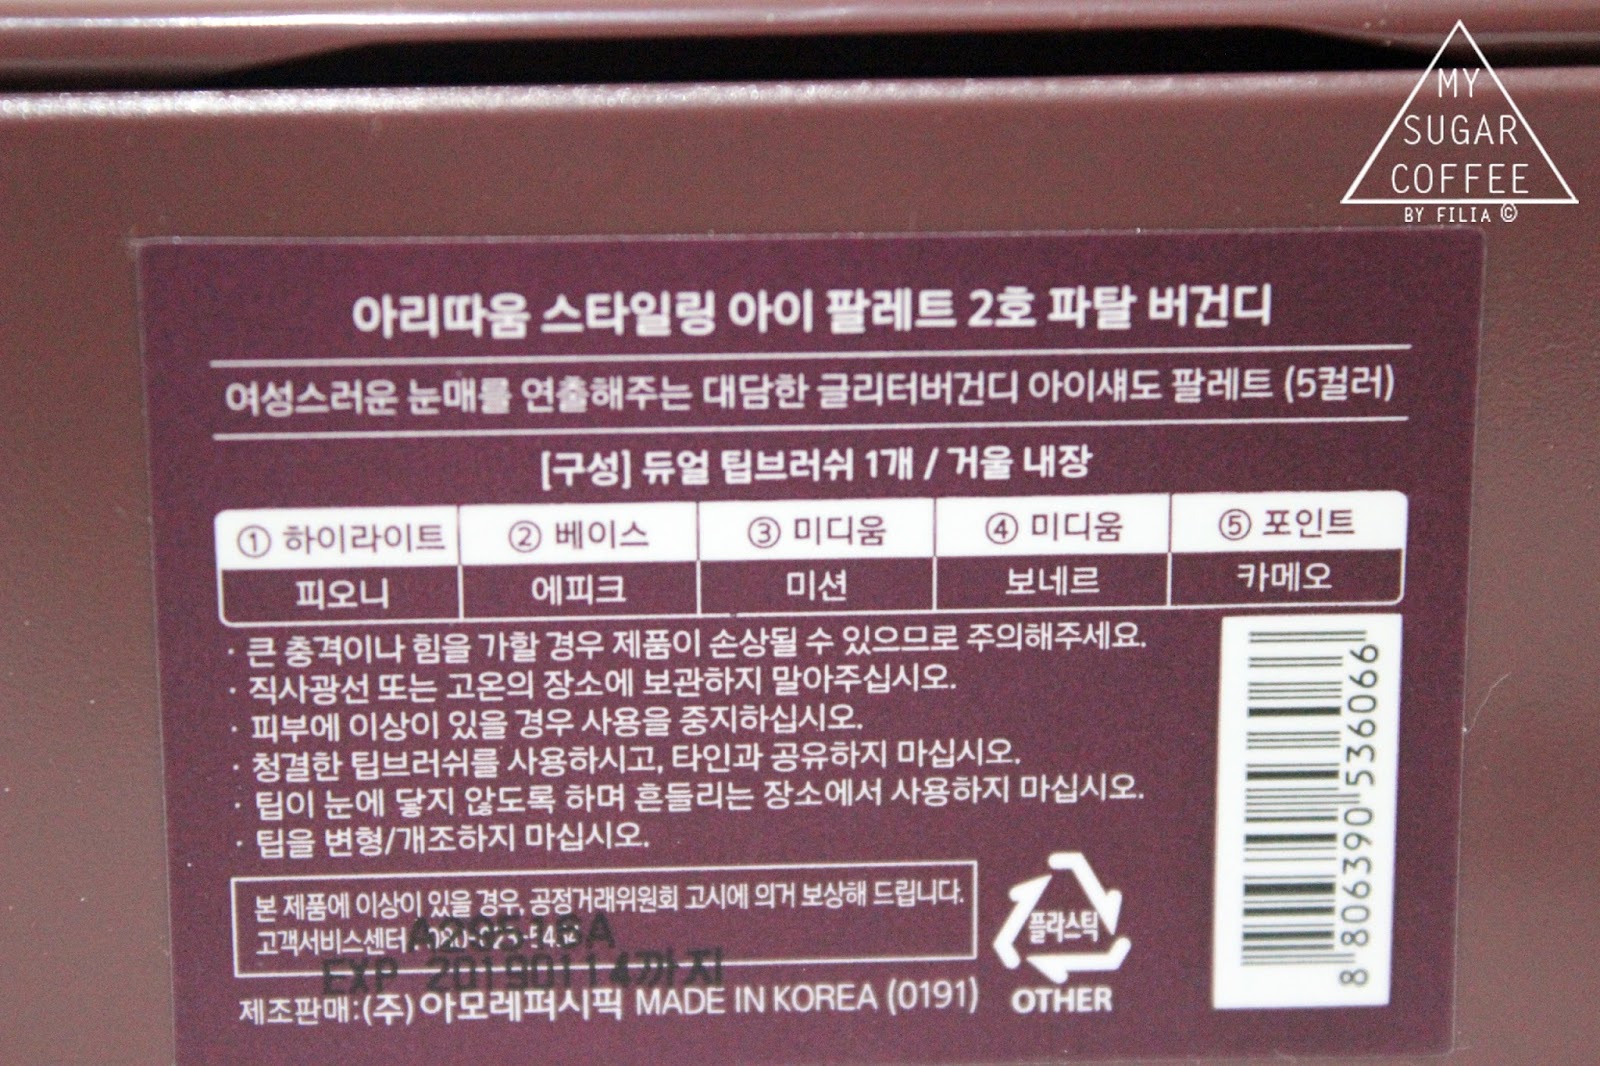 MY
SUGAR
COFFEE
BY FILIA ©
아리따움 스타일링 아이 팔레트 2호 파탈 버건디
여성스러운 눈매를 연출해주는 대담한 글리터버건디 아이섀도 팔레트 (5컬러)
[구성] 듀얼 팁브러쉬 1개 / 거울 내장
① 하이라이트 ② 베이스 ③ 미디움 ④ 미디움 ⑤ 포인트
피오니 에피크 미션 보네르 카메오
· 큰 충격이나 힘을 가할 경우 제품이 손상될 수 있으므로 주의해주세요.
· 직사광선 또는 고온의 장소에 보관하지 말아주십시오.
· 피부에 이상이 있을 경우 사용을 중지하십시오.
· 청결한 팁브러쉬를 사용하시고, 타인과 공유하지 마십시오.
· 팁이 눈에 닿지 않도록 하며 흔들리는 장소에서 사용하지 마십시오.
· 팁을 변형/개조하지 마십시오.
본 제품에 이상이 있을 경우, 공정거래위원회 고시에 의거 보상해 드립니다.
고객서비스센터
EXP 20190114까지
제조판매:(주) 아모레퍼시픽 MADE IN KOREA (0191)
플라스틱
OTHER
8 806390 536066